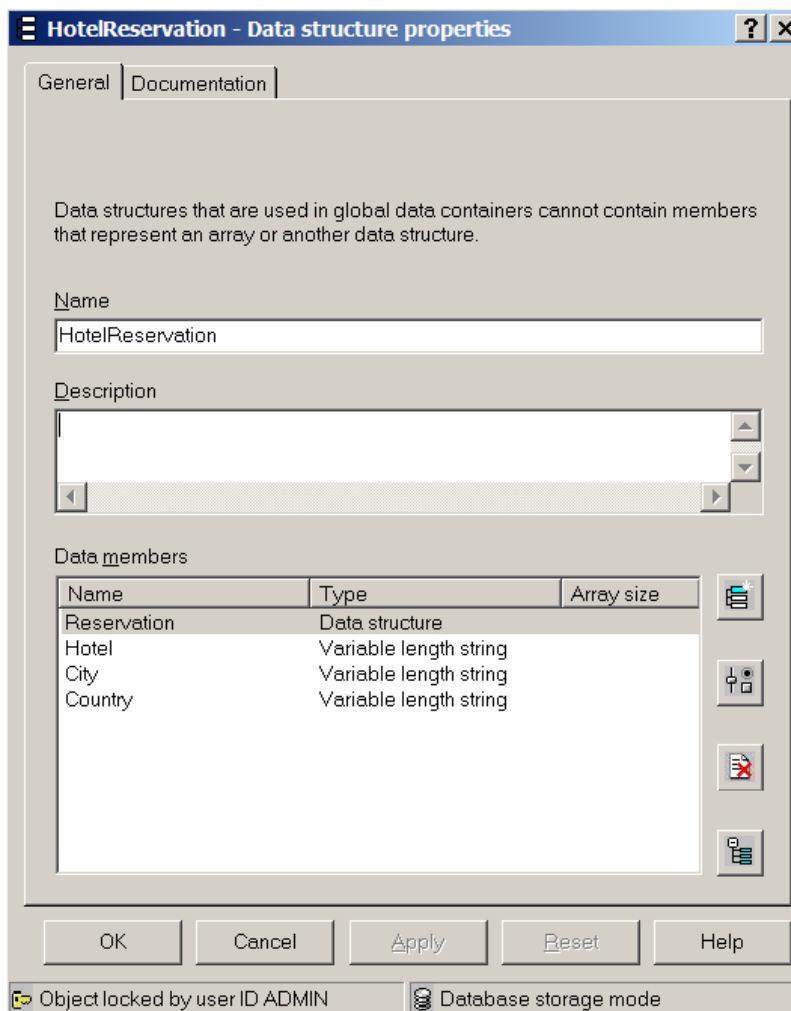 HotelReservation - Data structure properties
General Documentation
Data structures that are used in global data containers cannot contain members
that represent an array or another data structure.
Name
HotelReservation
Description
Data members
Name Type Array size
Reservation Data structure
Hotel Variable length string
City Variable length string
Country Variable length string
OK Cancel Apply Reset Help
Object locked by user ID ADMIN Database storage mode